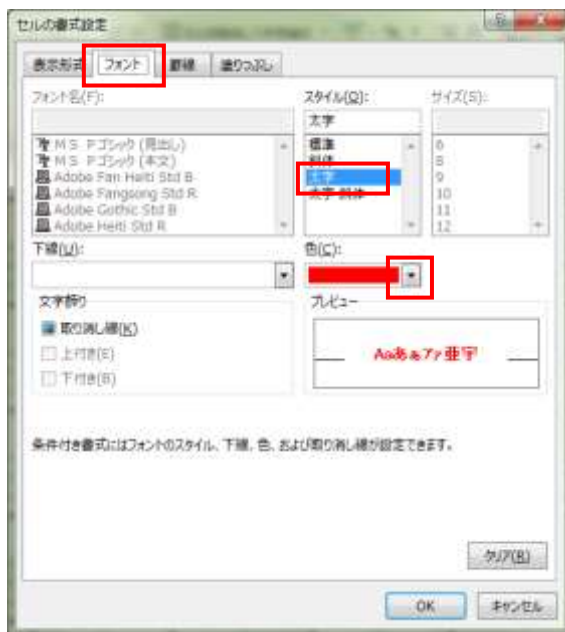 セルの書式設定
表示形式 フォント 罫線 塗りつぶし
フォント名(F): スタイル(O): サイズ(S):
太字
MS Pゴシック (見出し)
MS Pゴシック (本文)
Adobe Fan Heiti Std B
Adobe Fangsong Std R
Adobe Gothic Std B
Adobe Heiti Std R
標準
斜体
太字
太字 斜体
6
8
9
10
11
12
下線(U): 色(C):
文字飾り プレビュー
取り消し線(K)
上付き(E)
下付き(B)
Aaあぁアァ亜宇
条件付き書式にはフォントのスタイル、下線、色、および取り消し線が設定できます。
クリア(R)
OK キャンセル